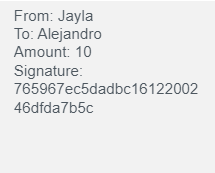 From: Jayla
To: Alejandro
Amount: 10
Signature:
765967ec5dadbc16122002
46dfda7b5c